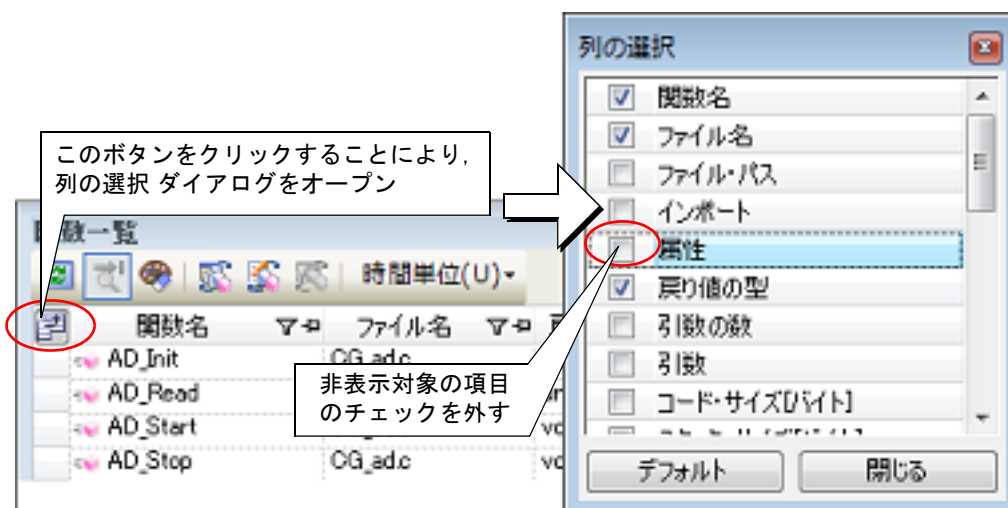 列の選択
関数名
ファイル名
ファイル・パス
インポート
属性
戻り値の型
引数の数
引数
コード・サイズ[バイト]
デフォルト
閉じる
このボタンをクリックすることにより,
列の選択 ダイアログをオープン
関数一覧
時間単位(U)
関数名 ファイル名
AD_Init CG_ad.c
AD_Read
AD_Start
AD_Stop CG_ad.c vo
非表示対象の項目
のチェックを外す